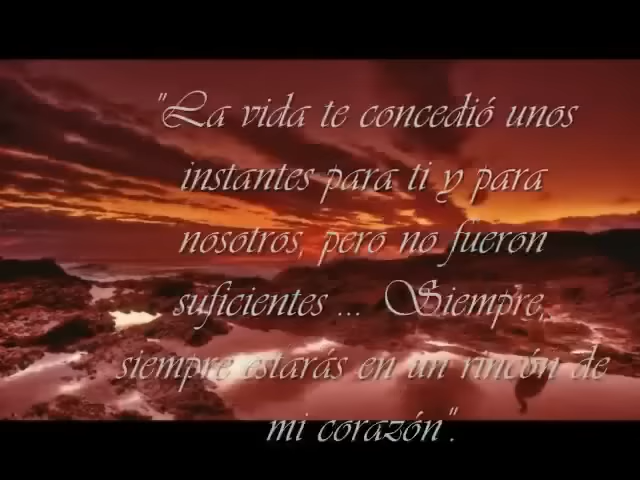 "La vida te concedió unos
instantes para ti y para
nosotros, pero no fueron
suficientes ... Siempre,
siempre estarás en un rincón de
mi corazón".